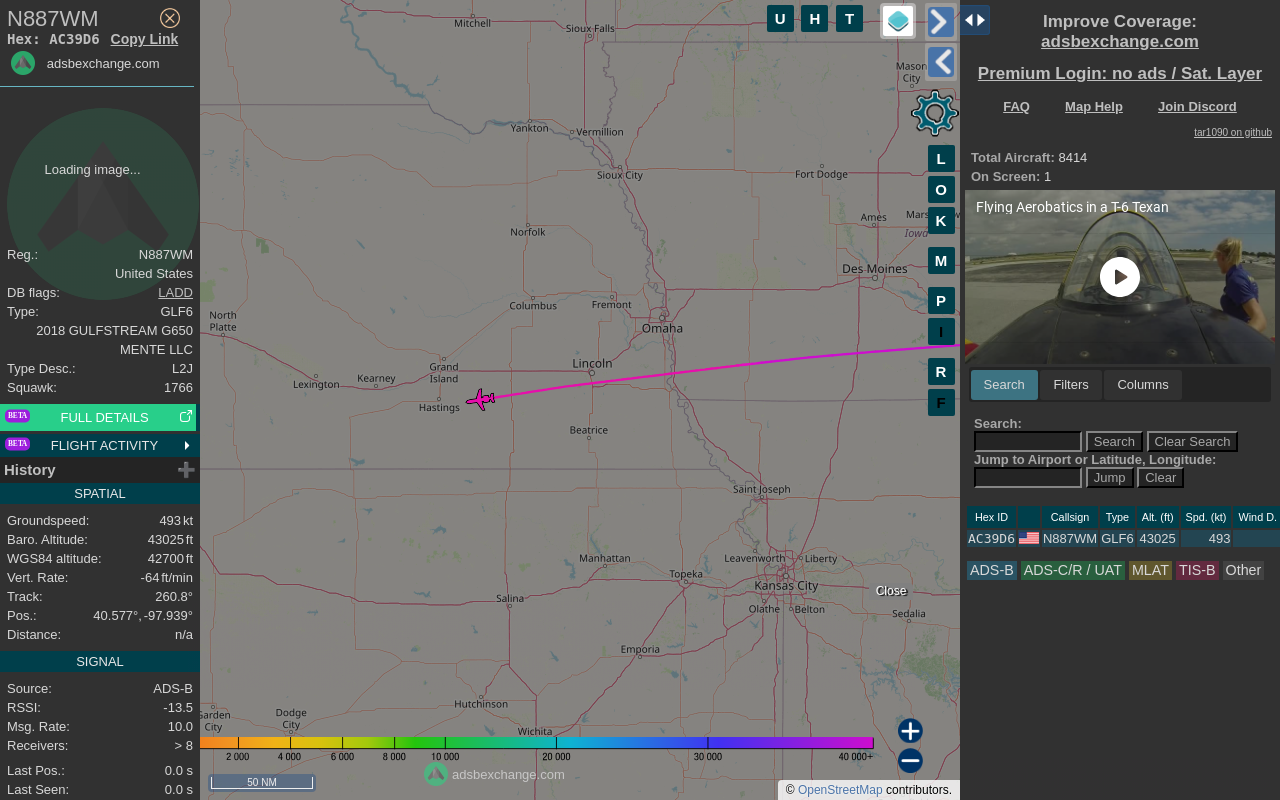 N887WM
Hex: AC39D6 Copy Link
adsbexchange.com
Loading image...
Reg.: N887WM
United States
DB flags: LADD
Type: GLF6
2018 GULFSTREAM G650
MENTE LLC
Type Desc.: L2J
Squawk: 1766
BETA FULL DETAILS
BETA FLIGHT ACTIVITY
History
SPATIAL
Groundspeed: 493 kt
Baro. Altitude: 43025 ft
WGS84 altitude: 42700 ft
Vert. Rate: -64 ft/min
Track: 260.8°
Pos.: 40.577°, -97.939°
Distance: n/a
SIGNAL
Source: ADS-B
RSSI: -13.5
Msg. Rate: 10.0
Receivers: > 8
Last Pos.: 0.0 s
Last Seen: 0.0 s
U H T
L
O
K
M
P
I
R
F
Mitchell
Sioux Falls
Mason
City
Yankton
Vermillion
Sioux City
Fort Dodge
Ames
Mars
Iowa
Norfolk
Des Moines
Columbus
Fremont
North
Platte
Omaha
Lincoln
Grand
Island
Lexington
Kearney
Hastings
Beatrice
Saint Joseph
Manhattan
Leavenworth
Liberty
Topeka
Kansas City
Close
Salina
Olathe
Belton
Sedalia
Emporia
Hutchinson
Garden
City
Dodge
City
Wichita
2 000 4 000 6 000 8 000 10 000 20 000 30 000 40 000+
adsbexchange.com
50 NM
© OpenStreetMap contributors.
Improve Coverage:
adsbexchange.com
Premium Login: no ads / Sat. Layer
FAQ Map Help Join Discord
tar1090 on github
Total Aircraft: 8414
On Screen: 1
Flying Aerobatics in a T-6 Texan
Search Filters Columns
Search:
Search Clear Search
Jump to Airport or Latitude, Longitude:
Jump Clear
Hex ID Callsign Type Alt. (ft) Spd. (kt) Wind D.
AC39D6 N887WM GLF6 43025 493
ADS-B ADS-C/R / UAT MLAT TIS-B Other